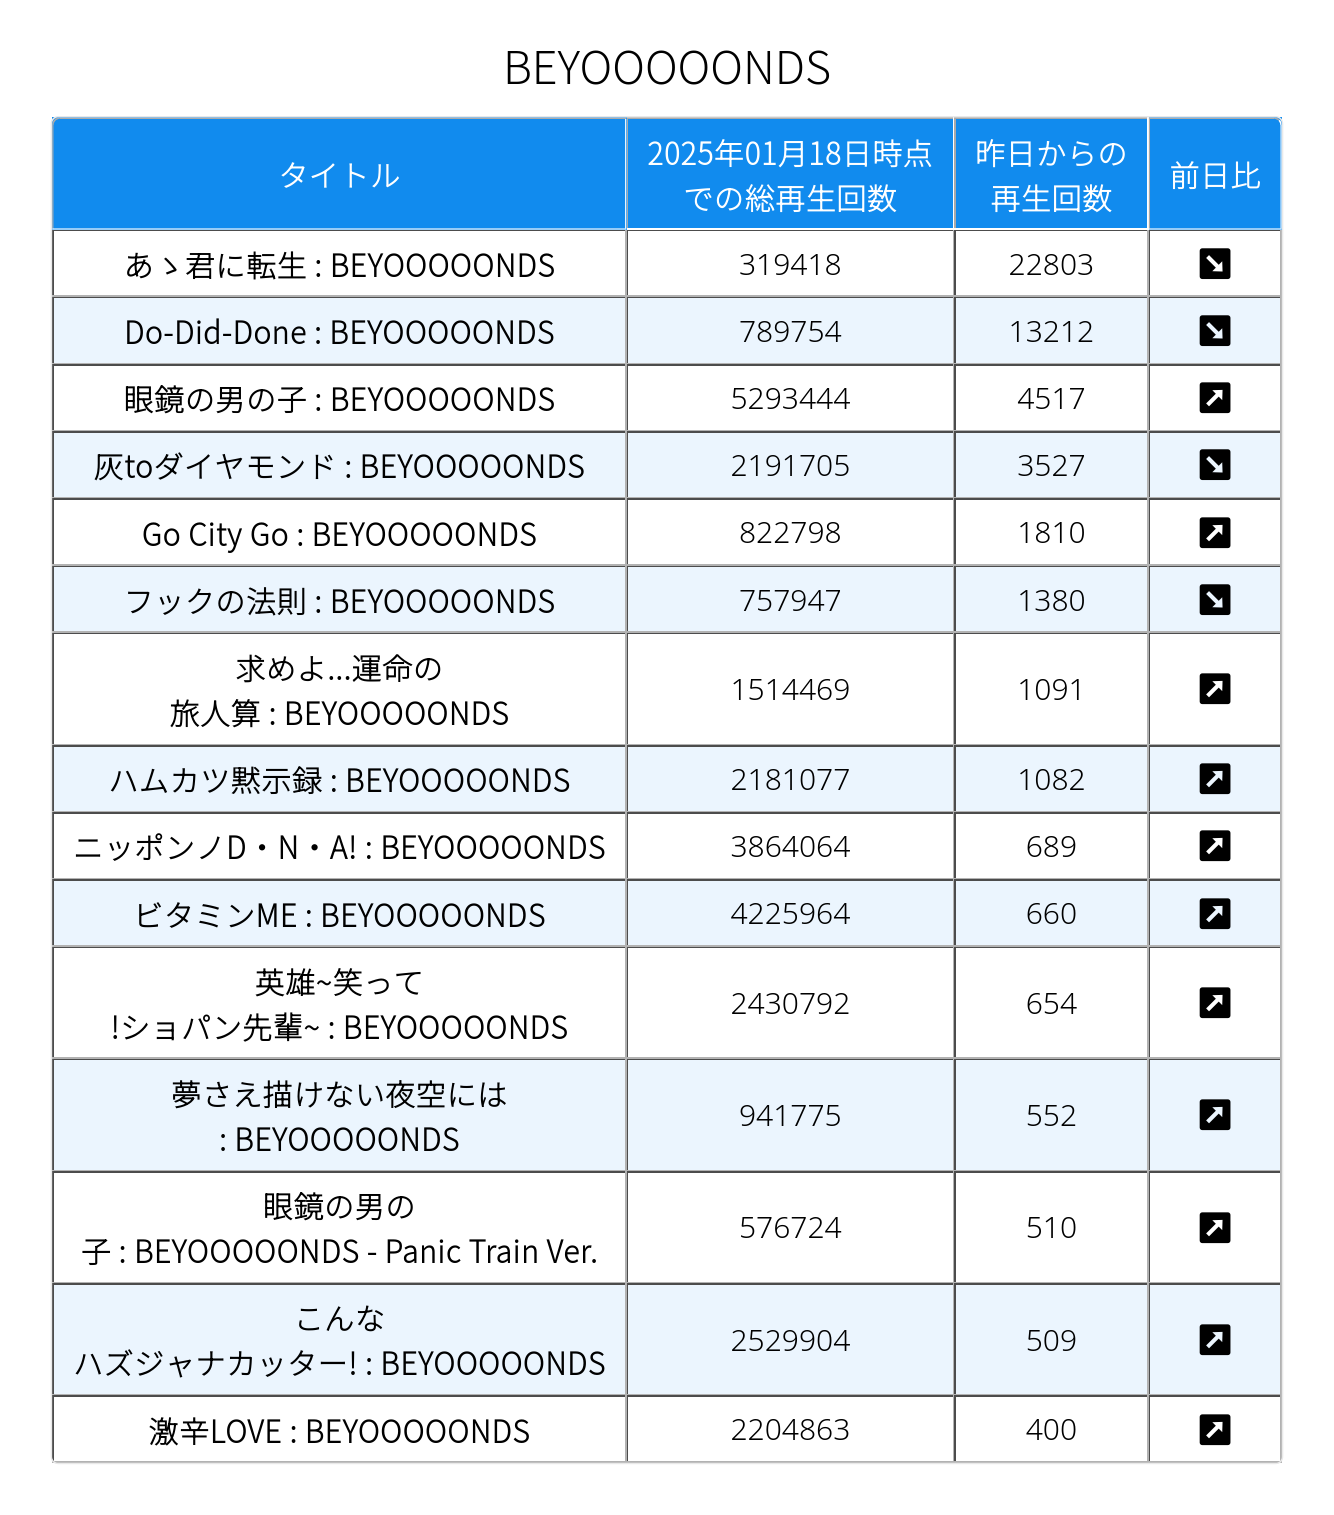 BEYOOOOONDS
タイトル
2025年01月18日時点
での総再生回数
昨日からの
再生回数
前日比
あゝ君に転生 : BEYOOOOONDS
319418
22803
↘
Do-Did-Done : BEYOOOOONDS
789754
13212
↘
眼鏡の男の子 : BEYOOOOONDS
5293444
4517
↗
灰toダイヤモンド : BEYOOOOONDS
2191705
3527
↘
Go City Go : BEYOOOOONDS
822798
1810
↗
フックの法則 : BEYOOOOONDS
757947
1380
↘
求めよ...運命の
旅人算 : BEYOOOOONDS
1514469
1091
↗
ハムカツ黙示録 : BEYOOOOONDS
2181077
1082
↗
ニッポンノD・N・A! : BEYOOOOONDS
3864064
689
↗
ビタミンME : BEYOOOOONDS
4225964
660
↗
英雄~笑って
!ショパン先輩~ : BEYOOOOONDS
2430792
654
↗
夢さえ描けない夜空には
: BEYOOOOONDS
941775
552
↗
眼鏡の男の
子 : BEYOOOOONDS - Panic Train Ver.
576724
510
↗
こんな
ハズジャナカッター! : BEYOOOOONDS
2529904
509
↗
激辛LOVE : BEYOOOOONDS
2204863
400
↗